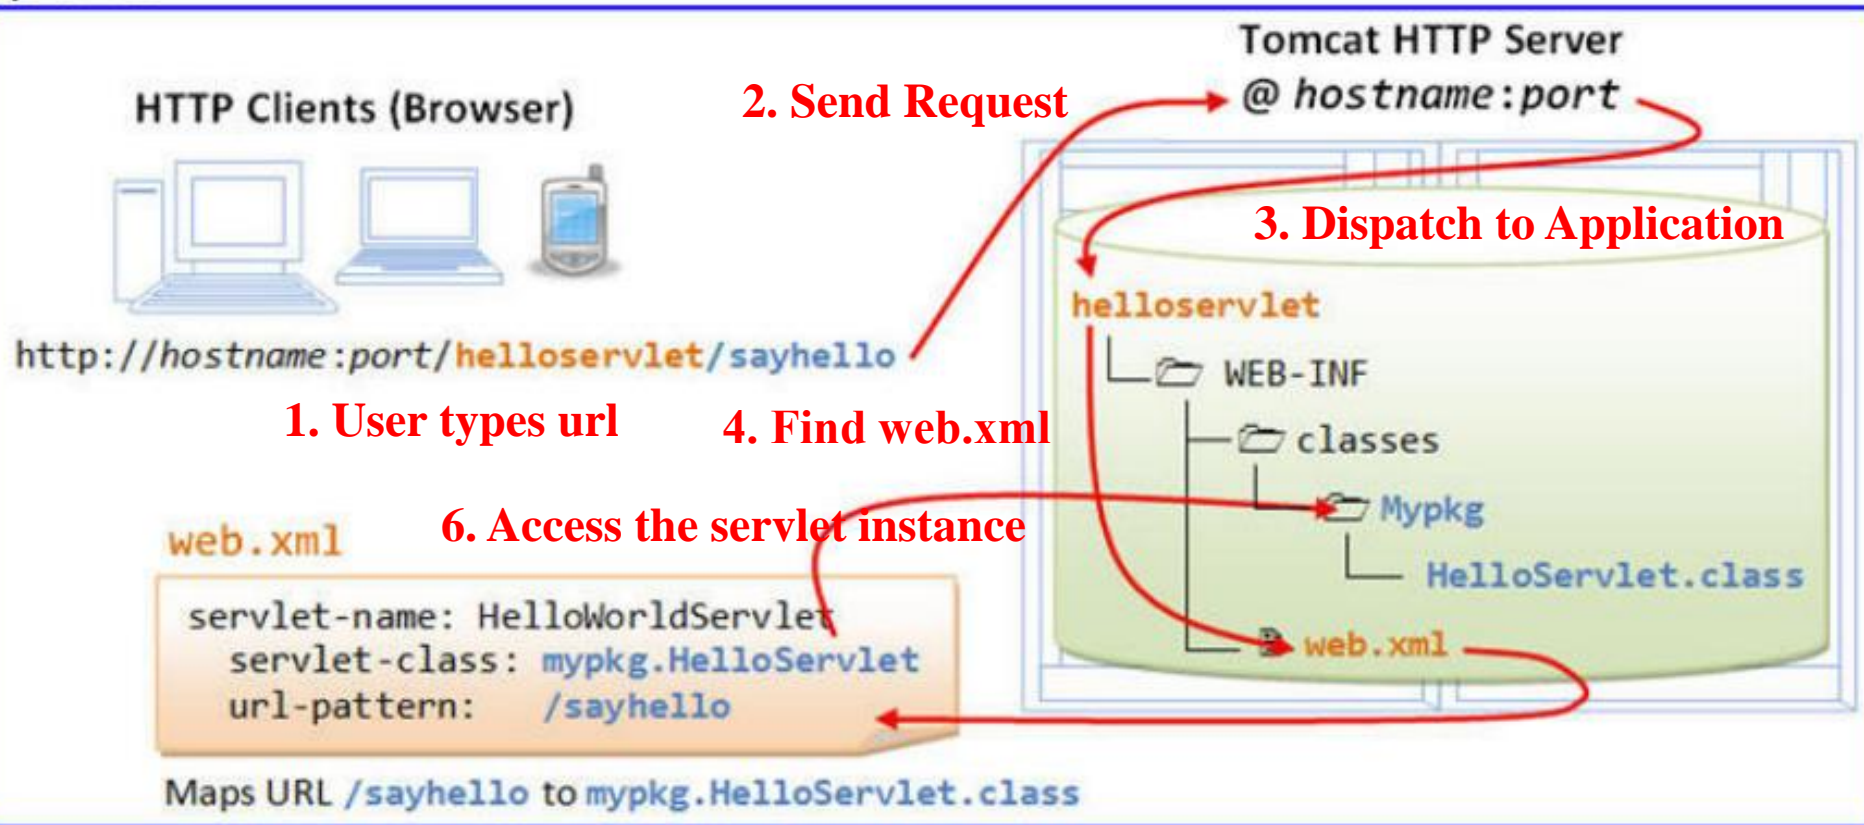 Tomcat HTTP Server
@ hostname:port
HTTP Clients (Browser)
2. Send Request
3. Dispatch to Application
http://hostname:port/helloservlet/sayhello
1. User types url
4. Find web.xml
helloservlet
WEB-INF
classes
Mypkg
HelloServlet.class
web.xml
6. Access the servlet instance
web.xml
servlet-name: HelloWorldServlet
servlet-class: mypkg.HelloServlet
url-pattern: /sayhello
Maps URL /sayhello to mypkg.HelloServlet.class